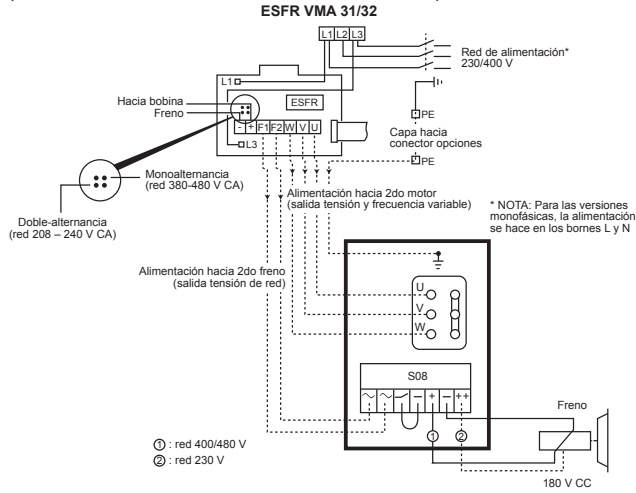 ESFR VMA 31/32
L1 L2 L3
Red de alimentación*
230/400 V
L1
Hacia bobina
Freno
ESFR
- + F1 F2 W V U
L3
PE
Capa hacia
conector opciones
PE
Monoalternancia
(red 380-480 V CA)
Doble-alternancia
(red 208 – 240 V CA)
Alimentación hacia 2do motor
(salida tensión y frecuencia variable)
* NOTA: Para las versiones
monofásicas, la alimentación
se hace en los bornes L y N
Alimentación hacia 2do freno
(salida tensión de red)
U
V
W
S08
+ — ++
Freno
① : red 400/480 V
② : red 230 V
① ②
180 V CC